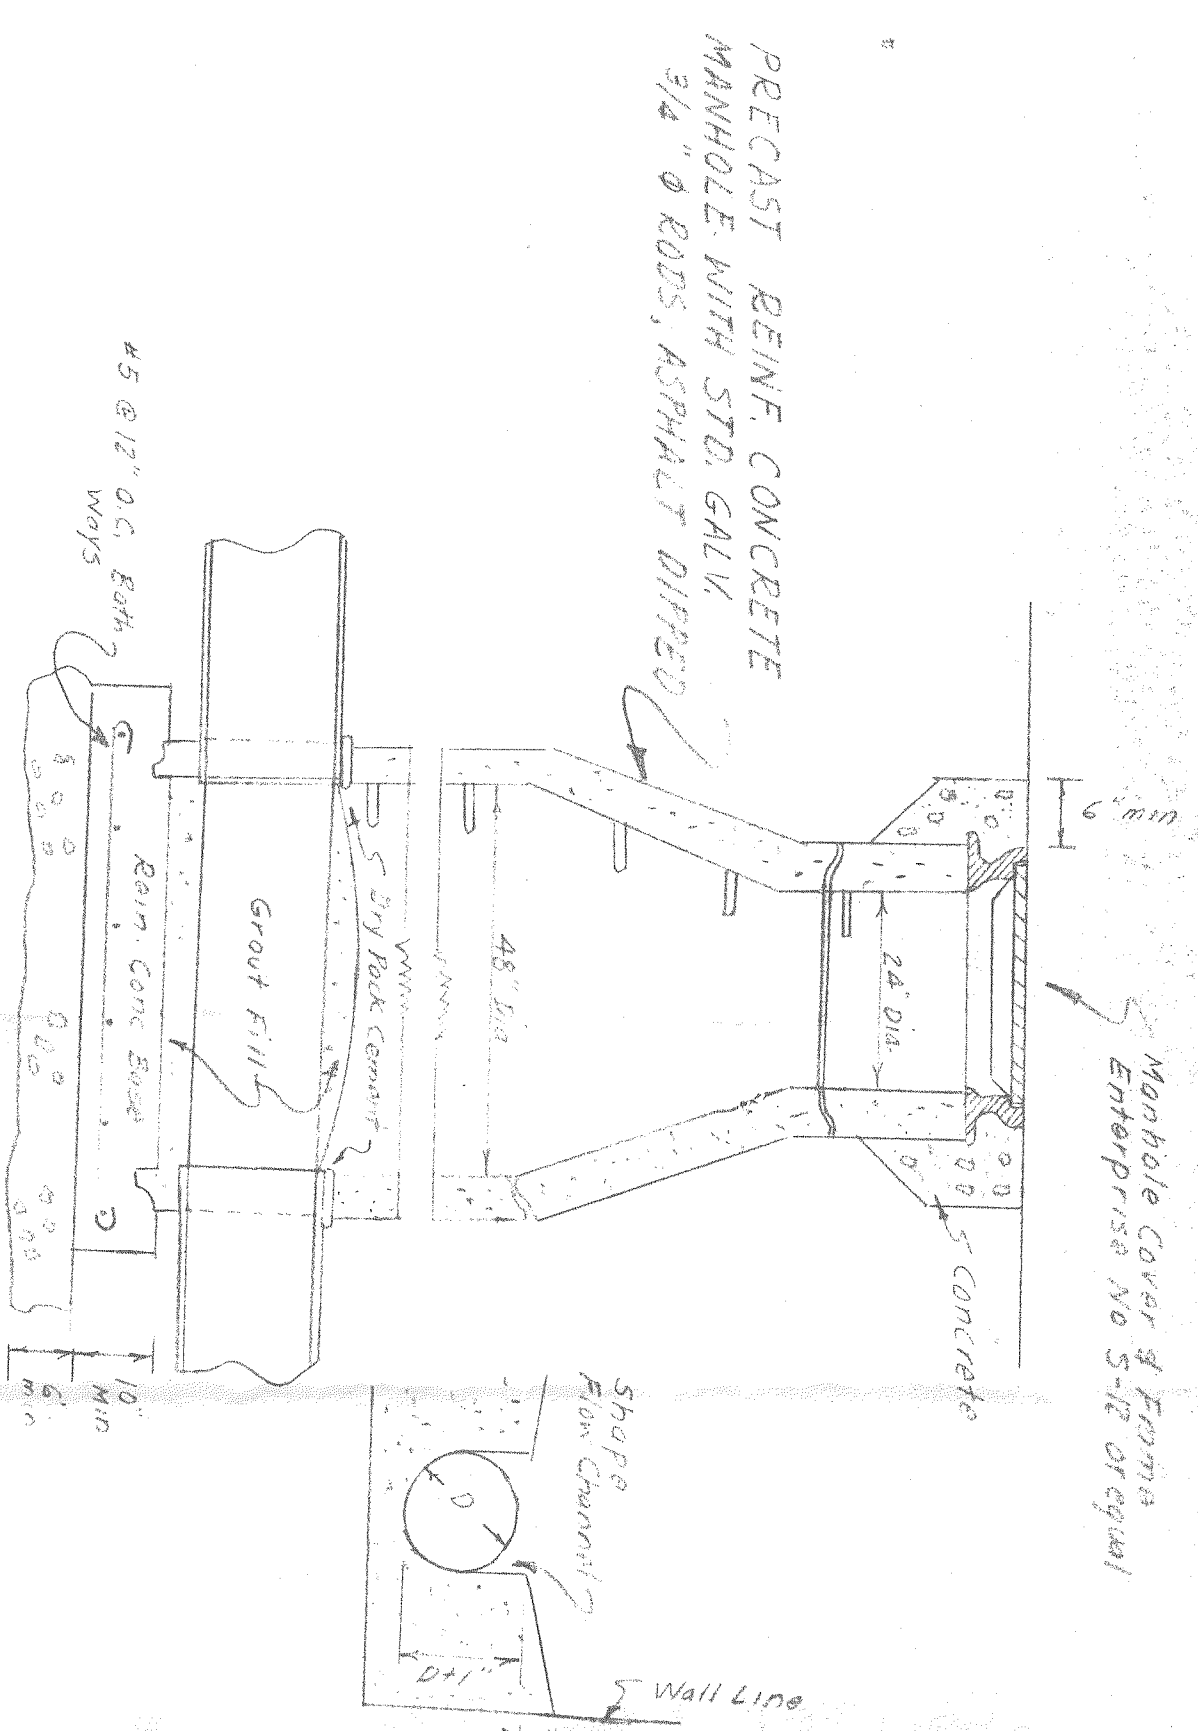 PRECAST REINF. CONCRETE
MANHOLE WITH STD. GALV.
3/4" φ RODS, ASPHALT DIPPED
Manhole Cover & Frame
Enterprise No S-12 or equal
9" min
24" Dia.
Concrete
48" Dia
Dry Pack Cement
Grout Fill
Rein. Conc Base
#5 @ 12" O.C. Both
Ways
10"
Min
6"
min
Shape
Flow Channel
D
D+1"
Wall Line